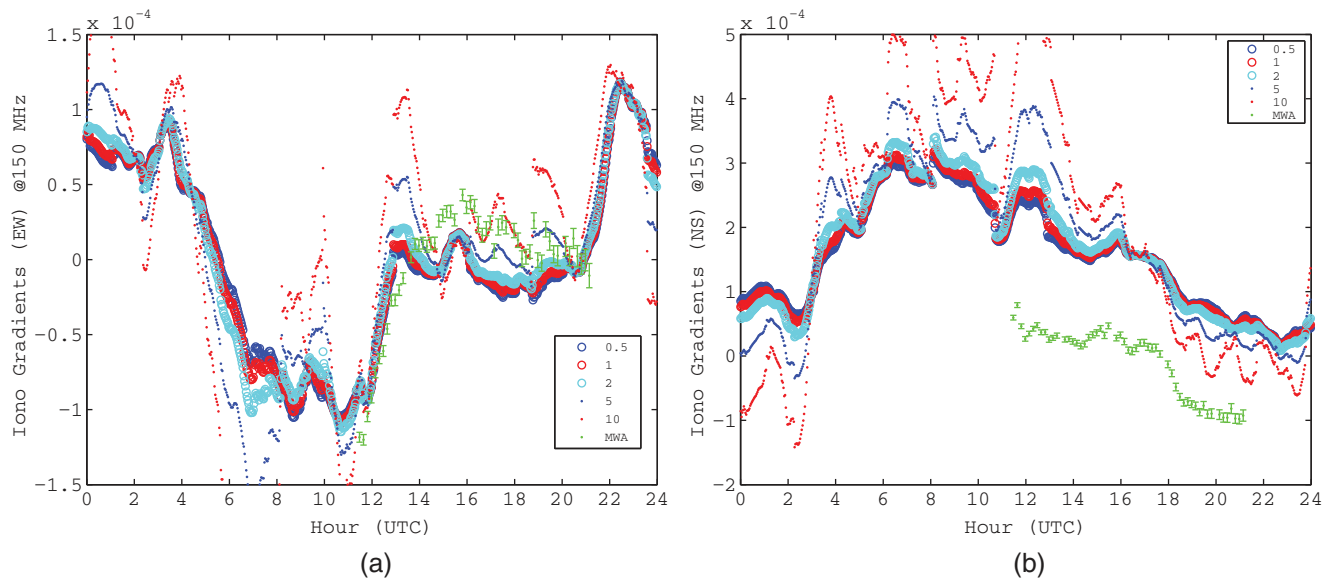 x 10⁻⁴
1.5
1
0.5
0
−0.5
−1
−1.5
Iono Gradients (EW) @150 MHz
0 2 4 6 8 10 12 14 16 18 20 22 24
Hour (UTC)
0.5
1
2
5
10
MWA
(a)
x 10⁻⁴
5
4
3
2
1
0
−1
−2
Iono Gradients (NS) @150 MHz
0 2 4 6 8 10 12 14 16 18 20 22 24
Hour (UTC)
0.5
1
2
5
10
MWA
(b)